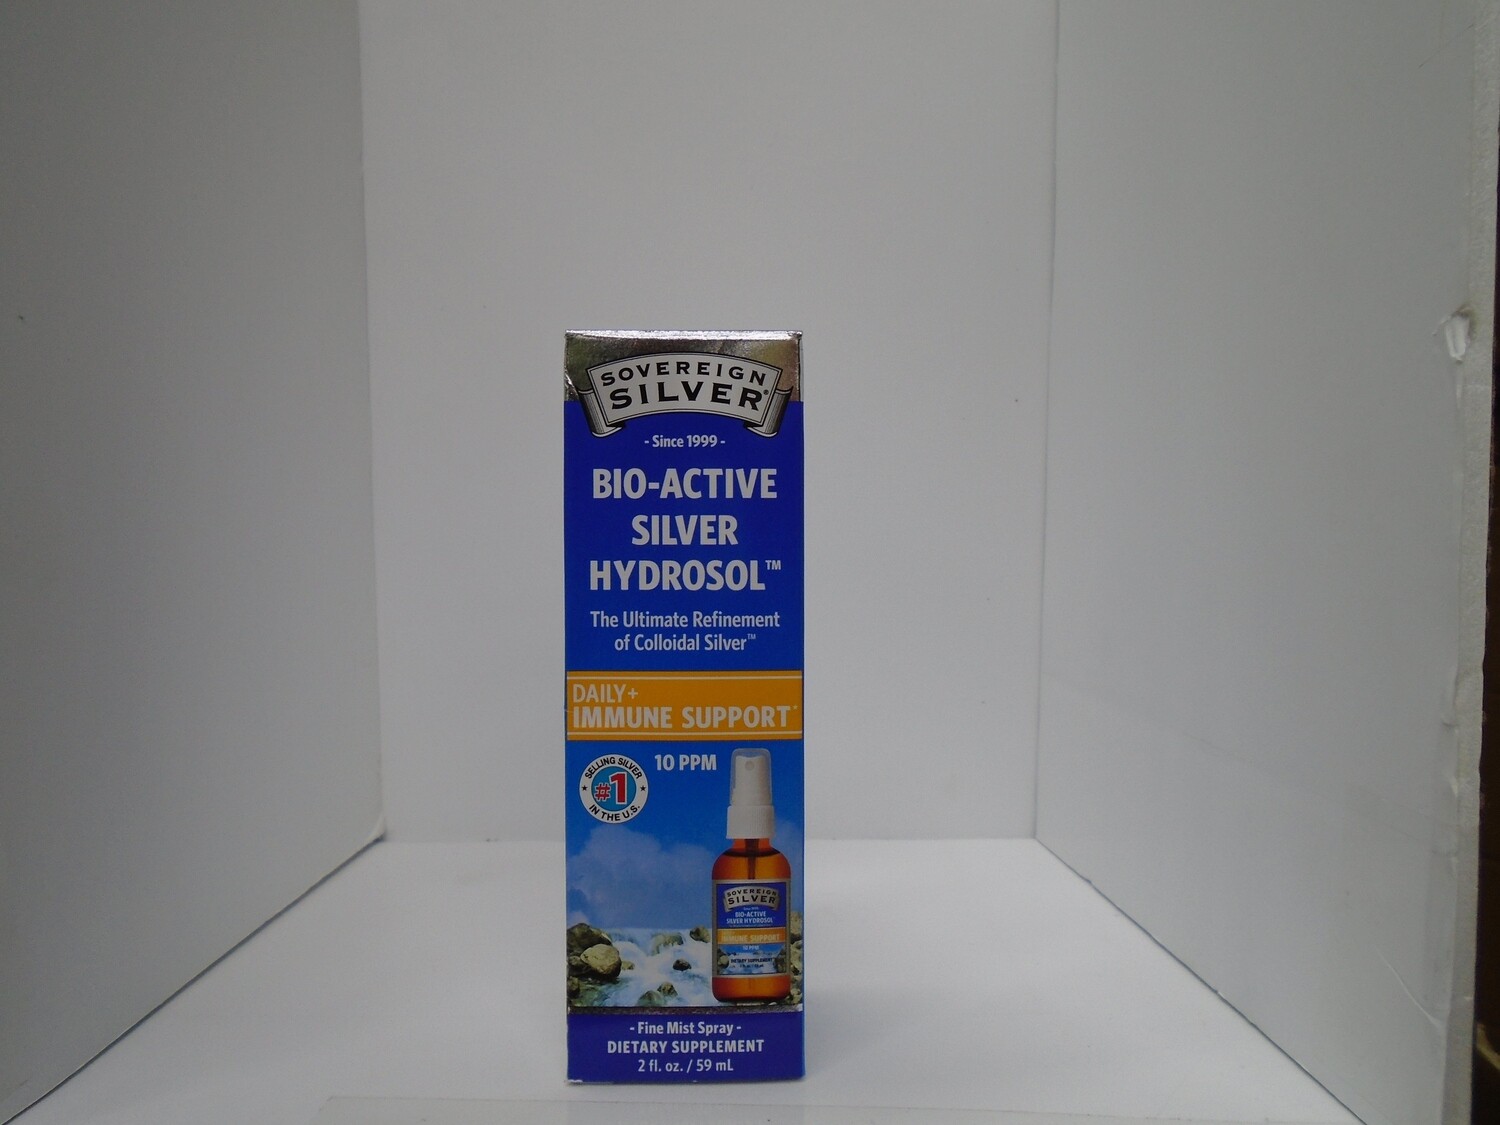 SOVEREIGN
SILVER®
- Since 1999 -
BIO-ACTIVE
SILVER
HYDROSOL™
The Ultimate Refinement
of Colloidal Silver™
DAILY+
IMMUNE SUPPORT*
10 PPM
SELLING SILVER
#1
IN THE U.S.
SOVEREIGN
SILVER
BIO-ACTIVE
SILVER HYDROSOL
IMMUNE SUPPORT
10 PPM
DIETARY SUPPLEMENT
- Fine Mist Spray -
DIETARY SUPPLEMENT
2 fl. oz. / 59 mL